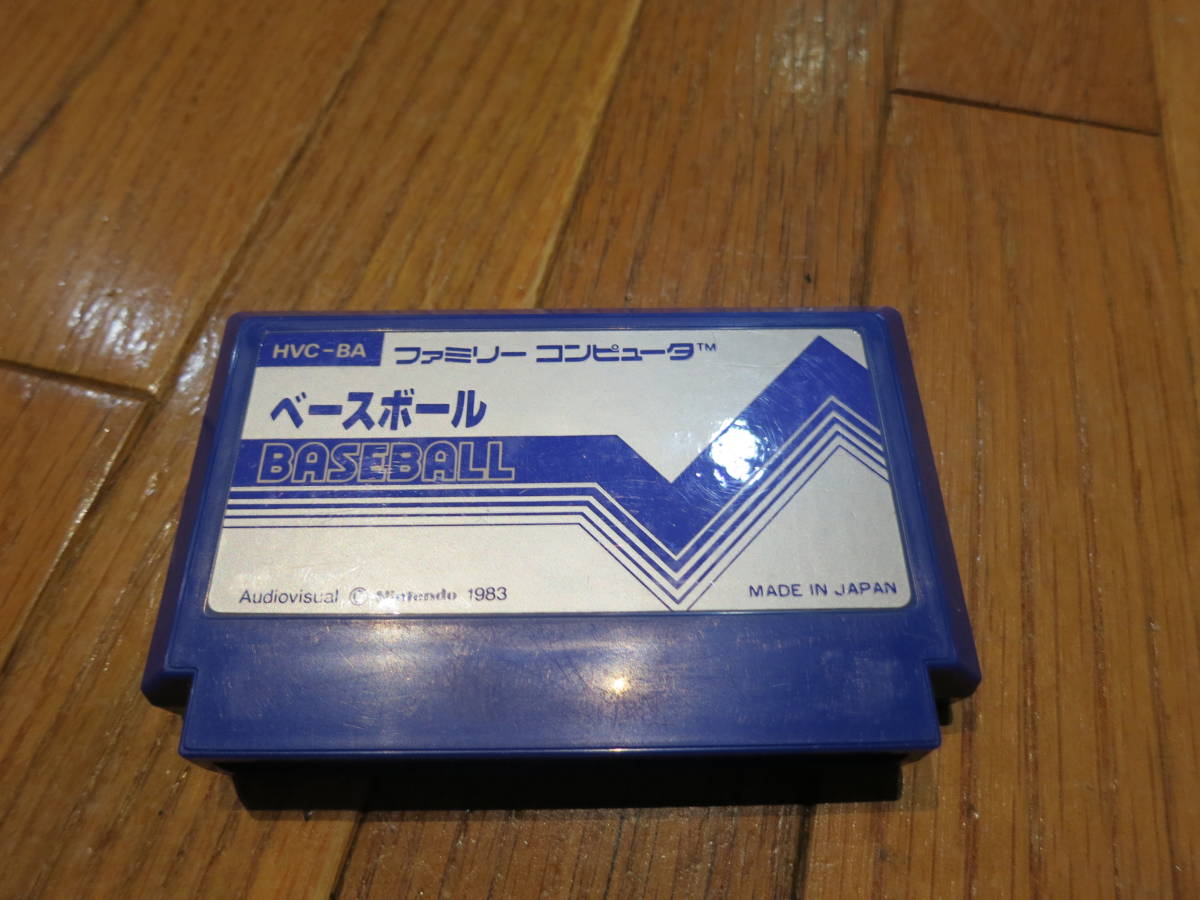 HVC-BA ファミリー コンピュータ™
ベースボール
BASEBALL
Audiovisual © Nintendo 1983
MADE IN JAPAN